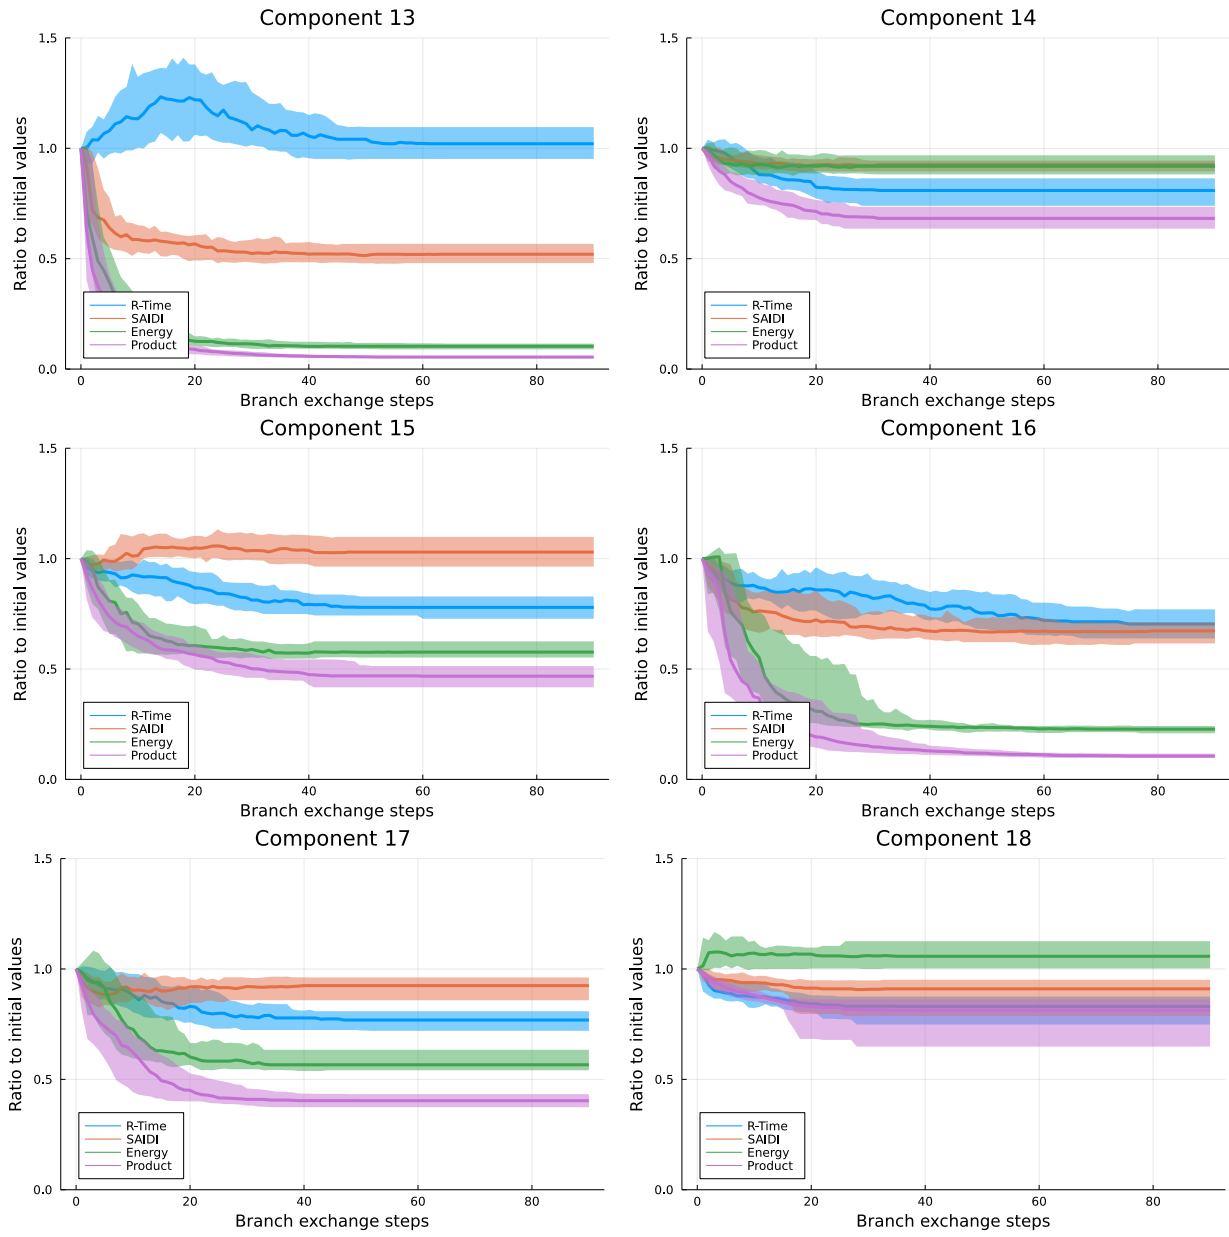 Component 13
Ratio to initial values
1.5
1.0
0.5
0.0
R-Time
SAIDI
Energy
Product
0
20
40
60
80
Branch exchange steps
Component 14
Ratio to initial values
1.5
1.0
0.5
0.0
R-Time
SAIDI
Energy
Product
0
20
40
60
80
Branch exchange steps
Component 15
Ratio to initial values
1.5
1.0
0.5
0.0
R-Time
SAIDI
Energy
Product
0
20
40
60
80
Branch exchange steps
Component 16
Ratio to initial values
1.5
1.0
0.5
0.0
R-Time
SAIDI
Energy
Product
0
20
40
60
80
Branch exchange steps
Component 17
Ratio to initial values
1.5
1.0
0.5
0.0
R-Time
SAIDI
Energy
Product
0
20
40
60
80
Branch exchange steps
Component 18
Ratio to initial values
1.5
1.0
0.5
0.0
R-Time
SAIDI
Energy
Product
0
20
40
60
80
Branch exchange steps